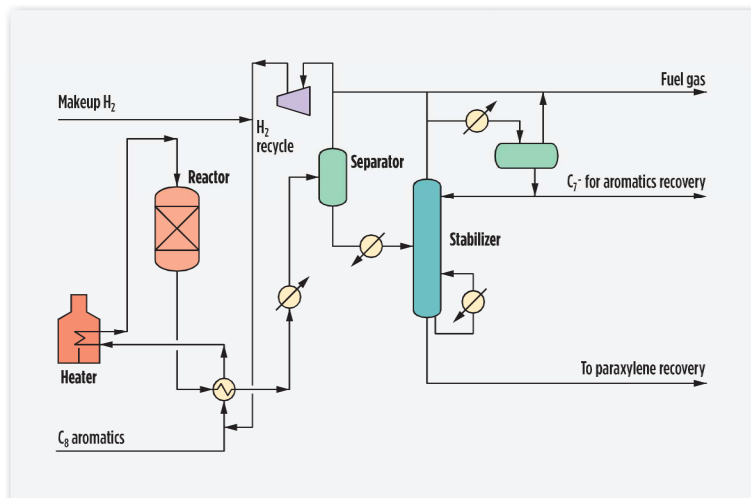 Fuel gas
Makeup H₂
H₂
recycle
Separator
Reactor
C₇- for aromatics recovery
Stabilizer
To paraxylene recovery
Heater
C₈ aromatics